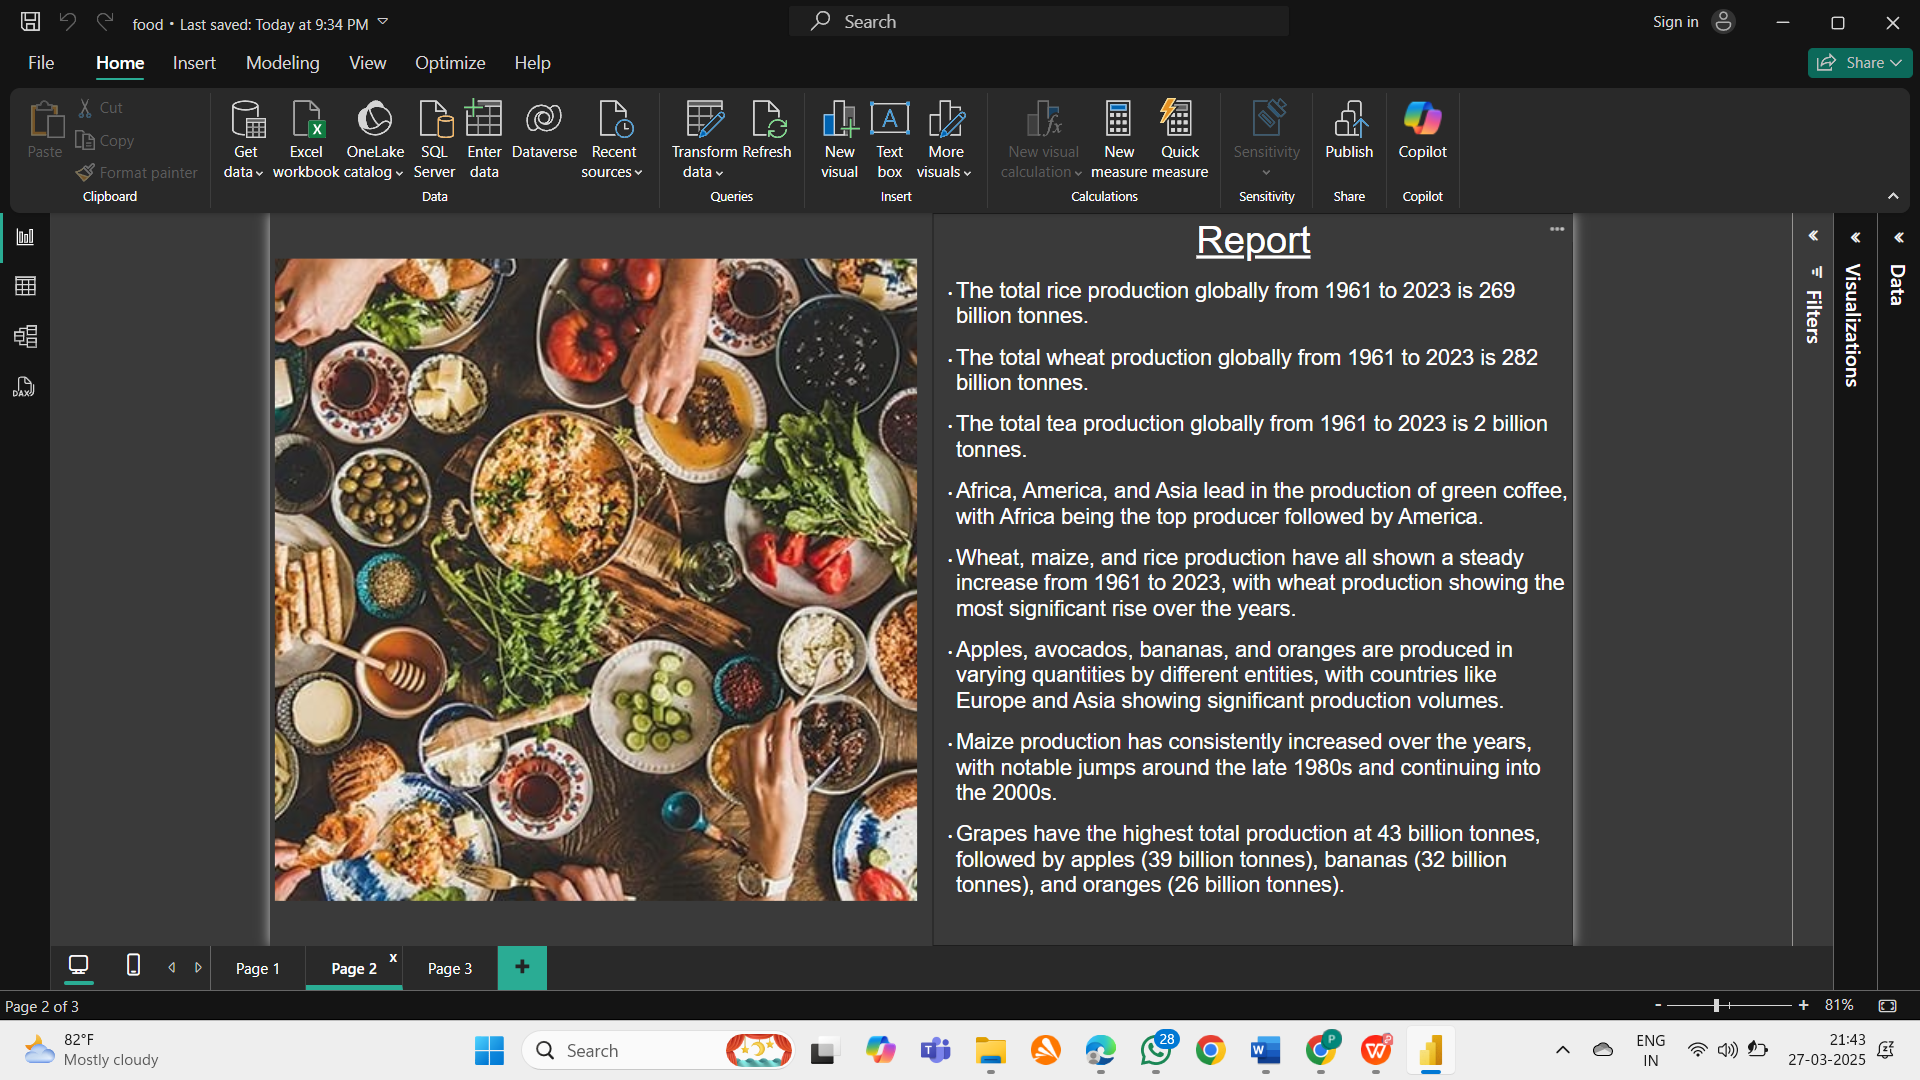 food • Last saved: Today at 9:34 PM
Search
Sign in
File
Home
Insert
Modeling
View
Optimize
Help
Share
Paste
Cut
Copy
Format painter
Clipboard
Get
data
Excel
workbook
OneLake
catalog
SQL
Server
Enter
data
Dataverse
Recent
sources
Data
Transform
data
Refresh
Queries
New
visual
Text
box
More
visuals
Insert
New visual
calculation
New
measure
Quick
measure
Calculations
Sensitivity
Sensitivity
Publish
Share
Copilot
Copilot
DAX
Report
• The total rice production globally from 1961 to 2023 is 269
billion tonnes.
• The total wheat production globally from 1961 to 2023 is 282
billion tonnes.
• The total tea production globally from 1961 to 2023 is 2 billion
tonnes.
• Africa, America, and Asia lead in the production of green coffee,
with Africa being the top producer followed by America.
• Wheat, maize, and rice production have all shown a steady
increase from 1961 to 2023, with wheat production showing the
most significant rise over the years.
• Apples, avocados, bananas, and oranges are produced in
varying quantities by different entities, with countries like
Europe and Asia showing significant production volumes.
• Maize production has consistently increased over the years,
with notable jumps around the late 1980s and continuing into
the 2000s.
• Grapes have the highest total production at 43 billion tonnes,
followed by apples (39 billion tonnes), bananas (32 billion
tonnes), and oranges (26 billion tonnes).
Filters
Visualizations
Data
Page 1
Page 2
x
Page 3
+
Page 2 of 3
- + 81%
82°F
Mostly cloudy
Search
28
P
ENG
IN
21:43
27-03-2025